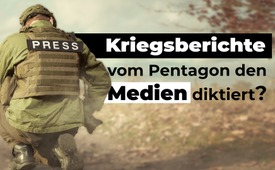 PRESS
Kriegsberichte
vom Pentagon den
Medien diktiert?